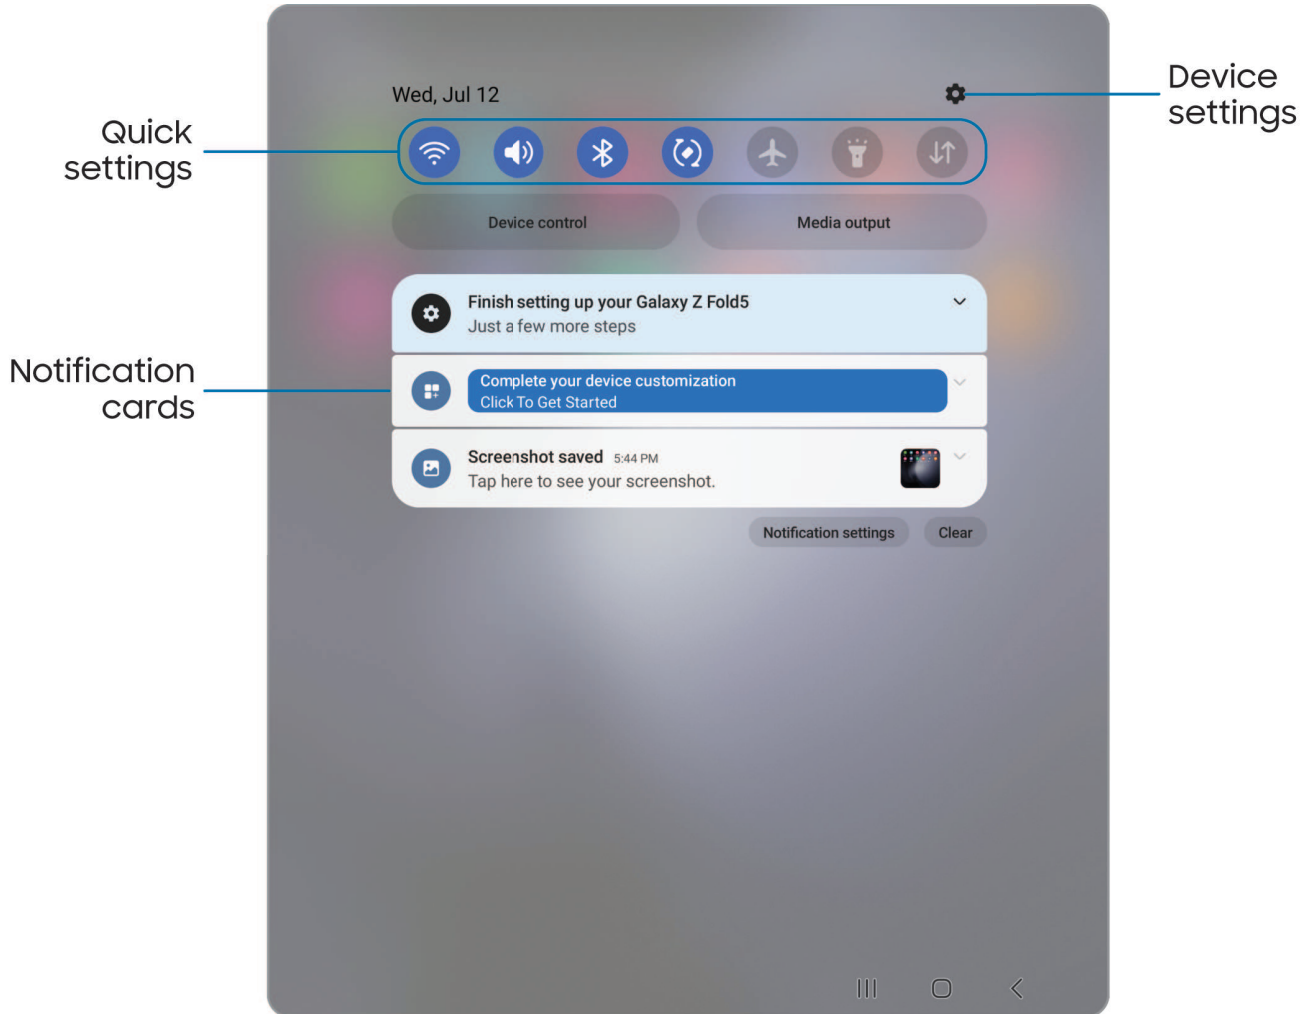 Wed, Jul 12
Device
settings
Quick
settings
Device control
Media output
Finish setting up your Galaxy Z Fold5
Just a few more steps
Notification
cards
Complete your device customization
Click To Get Started
Screenshot saved 5:44 PM
Tap here to see your screenshot.
Notification settings
Clear